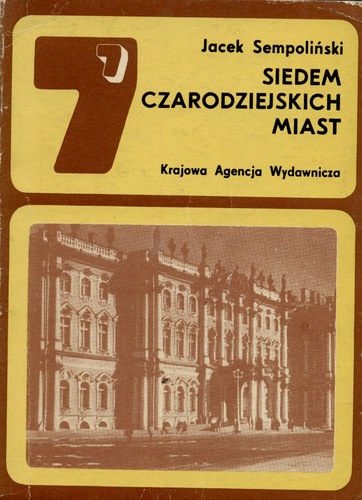 7
Jacek Sempoliński
SIEDEM
CZARODZIEJSKICH
MIAST
Krajowa Agencja Wydawnicza